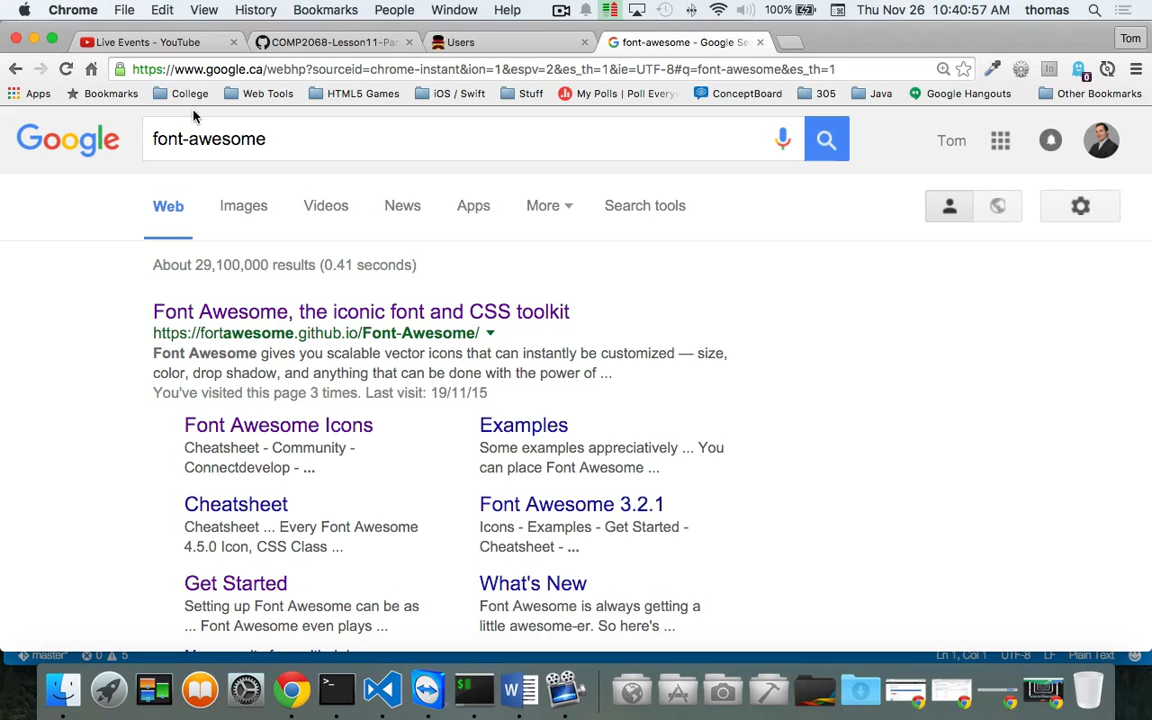 Chrome File Edit View History Bookmarks People Window Help 100% Thu Nov 26 10:40:57 AM thomas
Live Events - YouTube COMP2068-Lesson11-Par Users font-awesome - Google Se Tom
https://www.google.ca/webhp?sourceid=chrome-instant&ion=1&espv=2&es_th=1&ie=UTF-8#q=font-awesome&es_th=1
Apps Bookmarks College Web Tools HTML5 Games iOS / Swift Stuff My Polls | Poll Every ConceptBoard 305 Java Google Hangouts Other Bookmarks
Google font-awesome Tom
Web Images Videos News Apps More Search tools
About 29,100,000 results (0.41 seconds)
Font Awesome, the iconic font and CSS toolkit
https://fortawesome.github.io/Font-Awesome/
Font Awesome gives you scalable vector icons that can instantly be customized — size,
color, drop shadow, and anything that can be done with the power of ...
You've visited this page 3 times. Last visit: 19/11/15
Font Awesome Icons
Cheatsheet - Community -
Connectdevelop - ...
Examples
Some examples appreciatively ... You
can place Font Awesome ...
Cheatsheet
Cheatsheet ... Every Font Awesome
4.5.0 Icon, CSS Class ...
Font Awesome 3.2.1
Icons - Examples - Get Started -
Cheatsheet - ...
Get Started
Setting up Font Awesome can be as
... Font Awesome even plays ...
What's New
Font Awesome is always getting a
little awesome-er. So here's ...
master* 0 5 Ln 1, Col 1 UTF-8 LF Plain Text